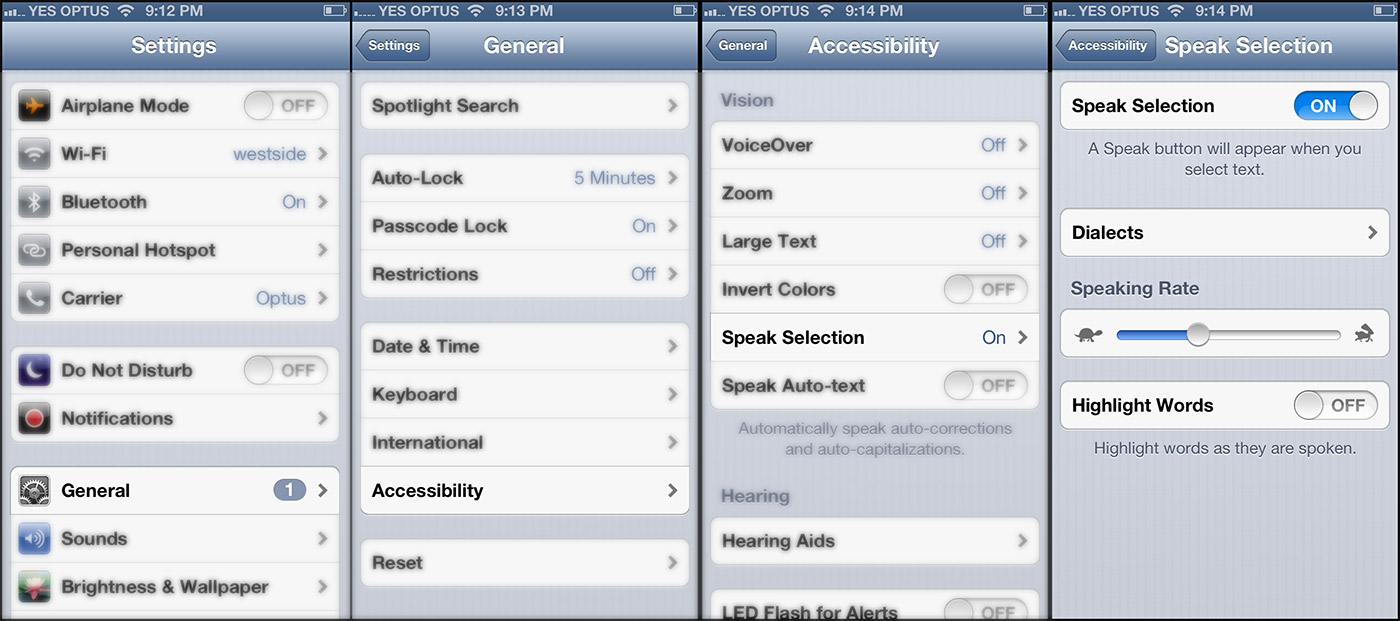 YES OPTUS 9:12 PM
Settings
Airplane Mode OFF
Wi-Fi westside
Bluetooth On
Personal Hotspot
Carrier Optus
Do Not Disturb OFF
Notifications
General 1
Sounds
Brightness & Wallpaper
YES OPTUS 9:13 PM
Settings General
Spotlight Search
Auto-Lock 5 Minutes
Passcode Lock On
Restrictions Off
Date & Time
Keyboard
International
Accessibility
Reset
YES OPTUS 9:14 PM
General Accessibility
Vision
VoiceOver Off
Zoom Off
Large Text Off
Invert Colors OFF
Speak Selection On
Speak Auto-text OFF
Automatically speak auto-corrections
and auto-capitalizations.
Hearing
Hearing Aids
LED Flash for Alerts OFF
YES OPTUS 9:14 PM
Accessibility Speak Selection
Speak Selection ON
A Speak button will appear when you
select text.
Dialects
Speaking Rate
Highlight Words OFF
Highlight words as they are spoken.